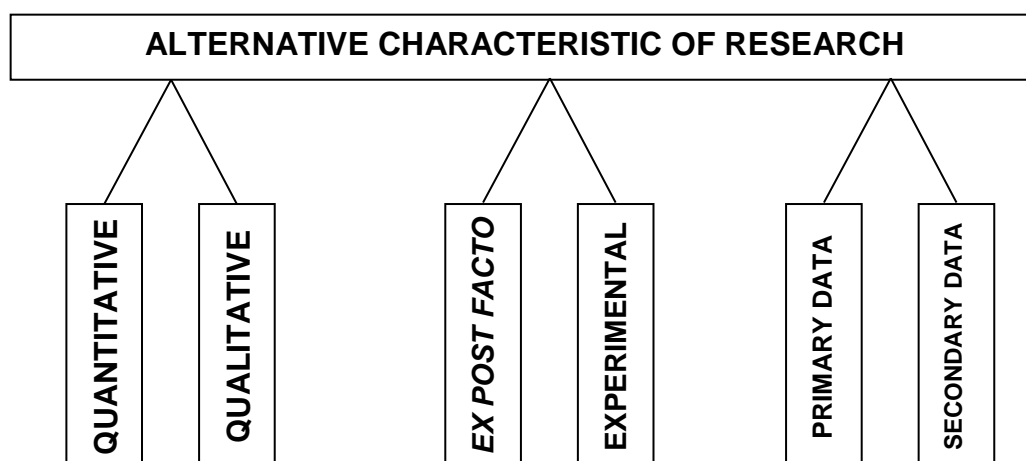 ALTERNATIVE CHARACTERISTIC OF RESEARCH
QUANTITATIVE
QUALITATIVE
EX POST FACTO
EXPERIMENTAL
PRIMARY DATA
SECONDARY DATA